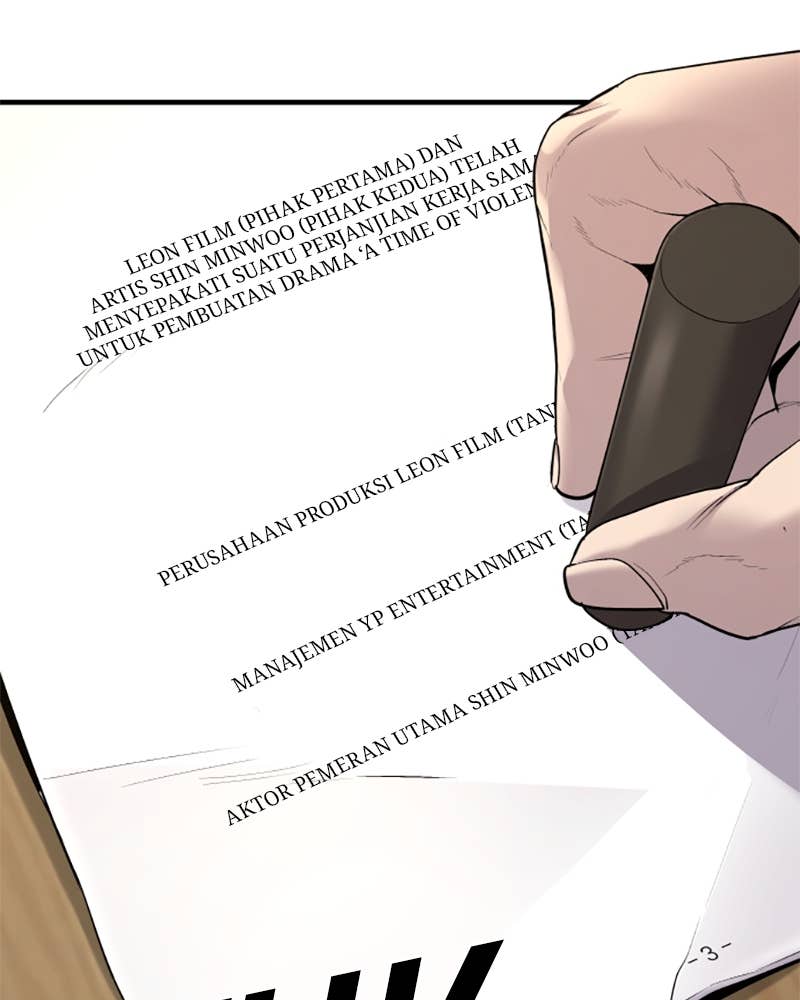 LEON FILM (PIHAK PERTAMA) DAN
ARTIS SHIN MINWOO (PIHAK KEDUA) TELAH
MENYEPAKATI SUATU PERJANJIAN KERJA SAM
UNTUK PEMBUATAN DRAMA ‘A TIME OF VIOLEN
PERUSAHAAN PRODUKSI LEON FILM (TAN
MANAJEMEN YP ENTERTAINMENT (TA
AKTOR PEMERAN UTAMA SHIN MINWOO (
-3-